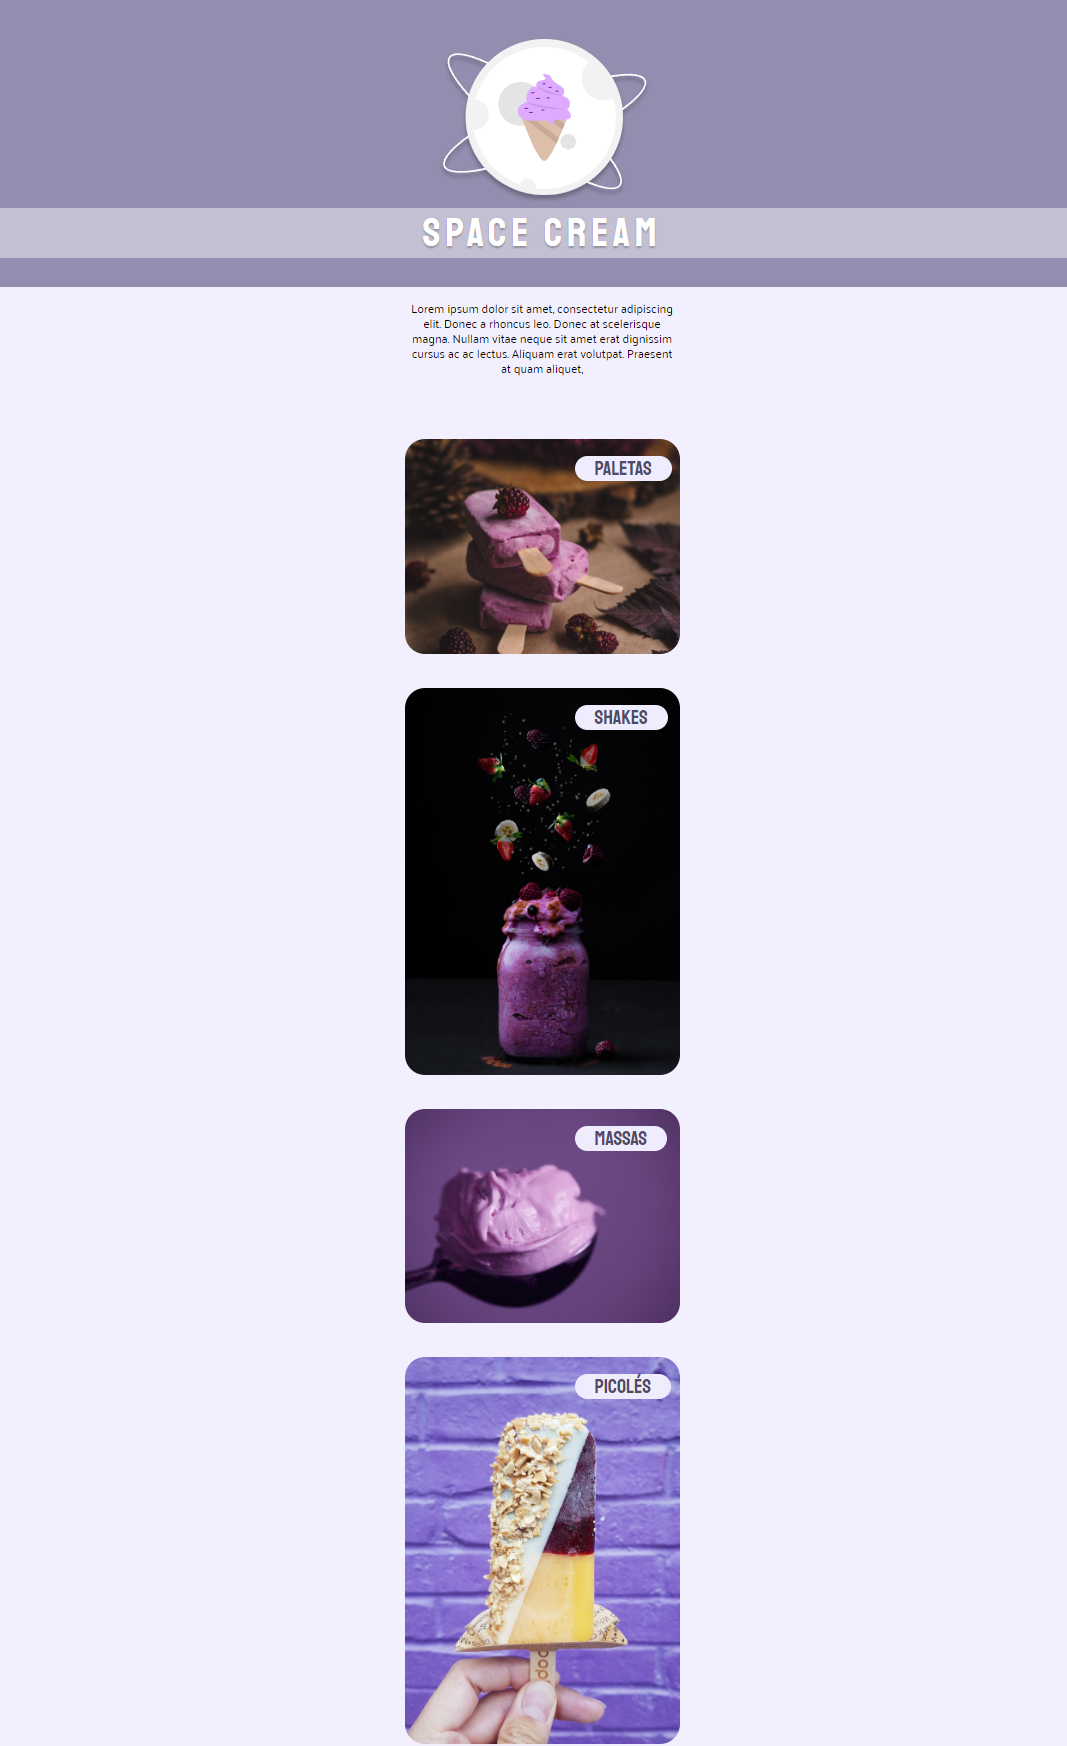 SPACE CREAM
Lorem ipsum dolor sit amet, consectetur adipiscing
elit. Donec a rhoncus leo. Donec at scelerisque
magna. Nullam vitae neque sit amet erat dignissim
cursus ac ac lectus. Aliquam erat volutpat. Praesent
at quam aliquet,
PALETAS
SHAKES
MASSAS
PICOLÉS